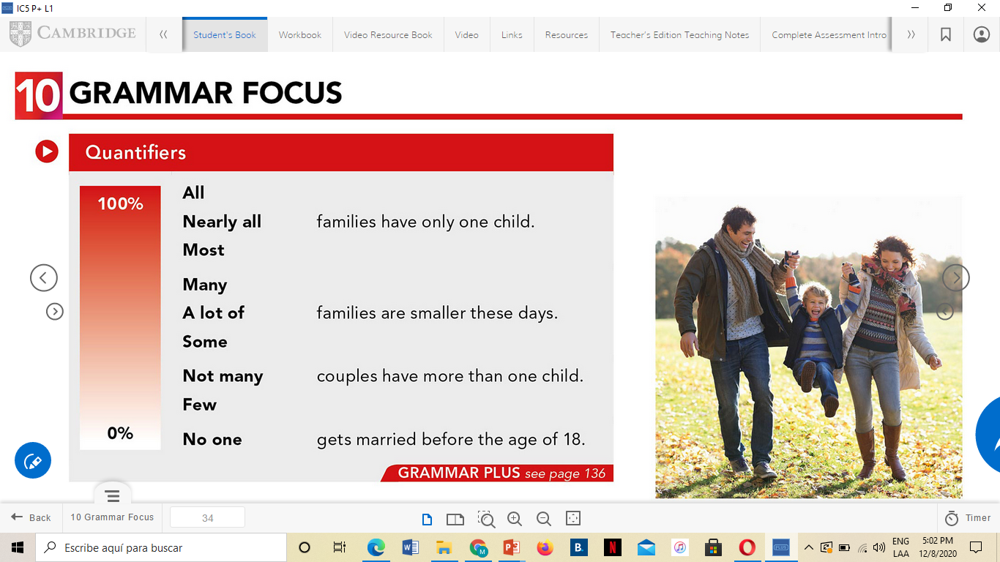 IC5 P+ L1
CAMBRIDGE
Student's Book
Workbook
Video Resource Book
Video
Links
Resources
Teacher's Edition Teaching Notes
Complete Assessment Intro
10 GRAMMAR FOCUS
Quantifiers
100%
All
Nearly all families have only one child.
Most
Many
A lot of families are smaller these days.
Some
Not many couples have more than one child.
Few
0%
No one gets married before the age of 18.
GRAMMAR PLUS see page 136
Back
10 Grammar Focus
34
Timer
Escribe aquí para buscar
B.
N
PLUS
ENG
LAA
5:02 PM
12/8/2020